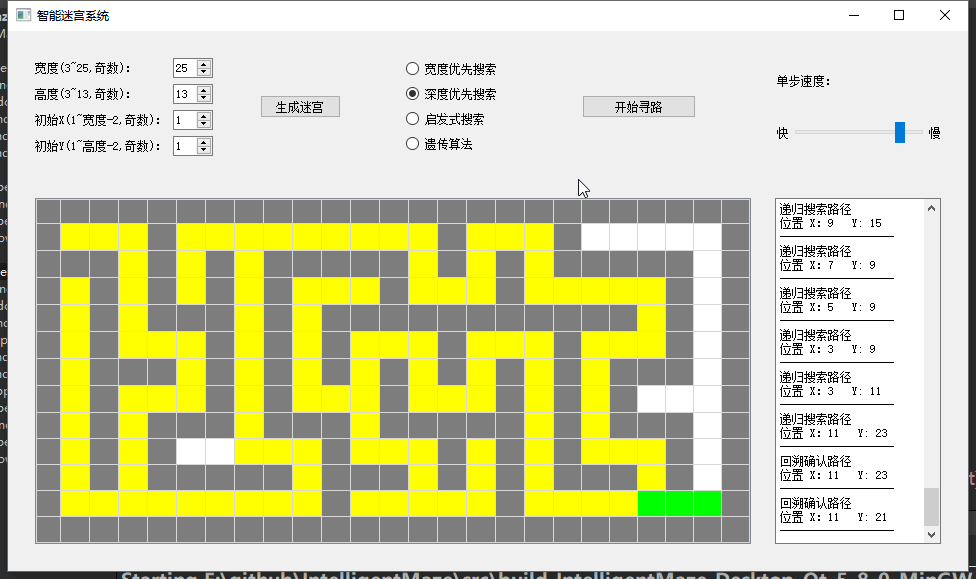 智能迷宫系统
宽度(3~25,奇数): 25
高度(3~13,奇数): 13
初始X(1~宽度-2,奇数): 1
初始Y(1~高度-2,奇数): 1
生成迷宫
宽度优先搜索
深度优先搜索
启发式搜索
遗传算法
开始寻路
单步速度:
快 慢
递归搜索路径
位置 X: 9 Y: 15
递归搜索路径
位置 X: 7 Y: 9
递归搜索路径
位置 X: 5 Y: 9
递归搜索路径
位置 X: 3 Y: 9
递归搜索路径
位置 X: 3 Y: 11
递归搜索路径
位置 X: 11 Y: 23
回溯确认路径
位置 X: 11 Y: 23
回溯确认路径
位置 X: 11 Y: 21